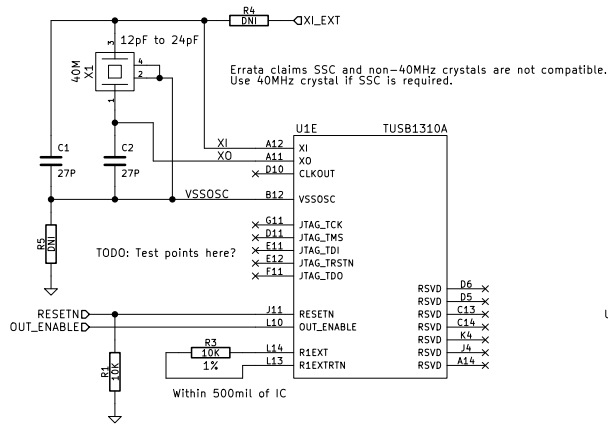 R4
DNI
XI_EXT
12pF to 24pF
3
4
2
1
40M
X1
Errata claims SSC and non-40MHz crystals are not compatible.
Use 40MHz crystal if SSC is required.
U1E
TUSB1310A
C1
27P
C2
27P
XI
A12
XI
XO
A11
XO
D10
CLKOUT
VSSOSC
B12
VSSOSC
R5
DNI
TODO: Test points here?
G11
JTAG_TCK
D11
JTAG_TMS
E11
JTAG_TDI
E12
JTAG_TRSTN
F11
JTAG_TDO
RSVD
D6
RSVD
D5
RESETN
J11
RESETN
RSVD
C13
OUT_ENABLE
L10
OUT_ENABLE
RSVD
C14
RSVD
K4
R3
10K
1%
L14
R1EXT
RSVD
J4
L13
R1EXTRTN
RSVD
A14
R1
10K
Within 500mil of IC